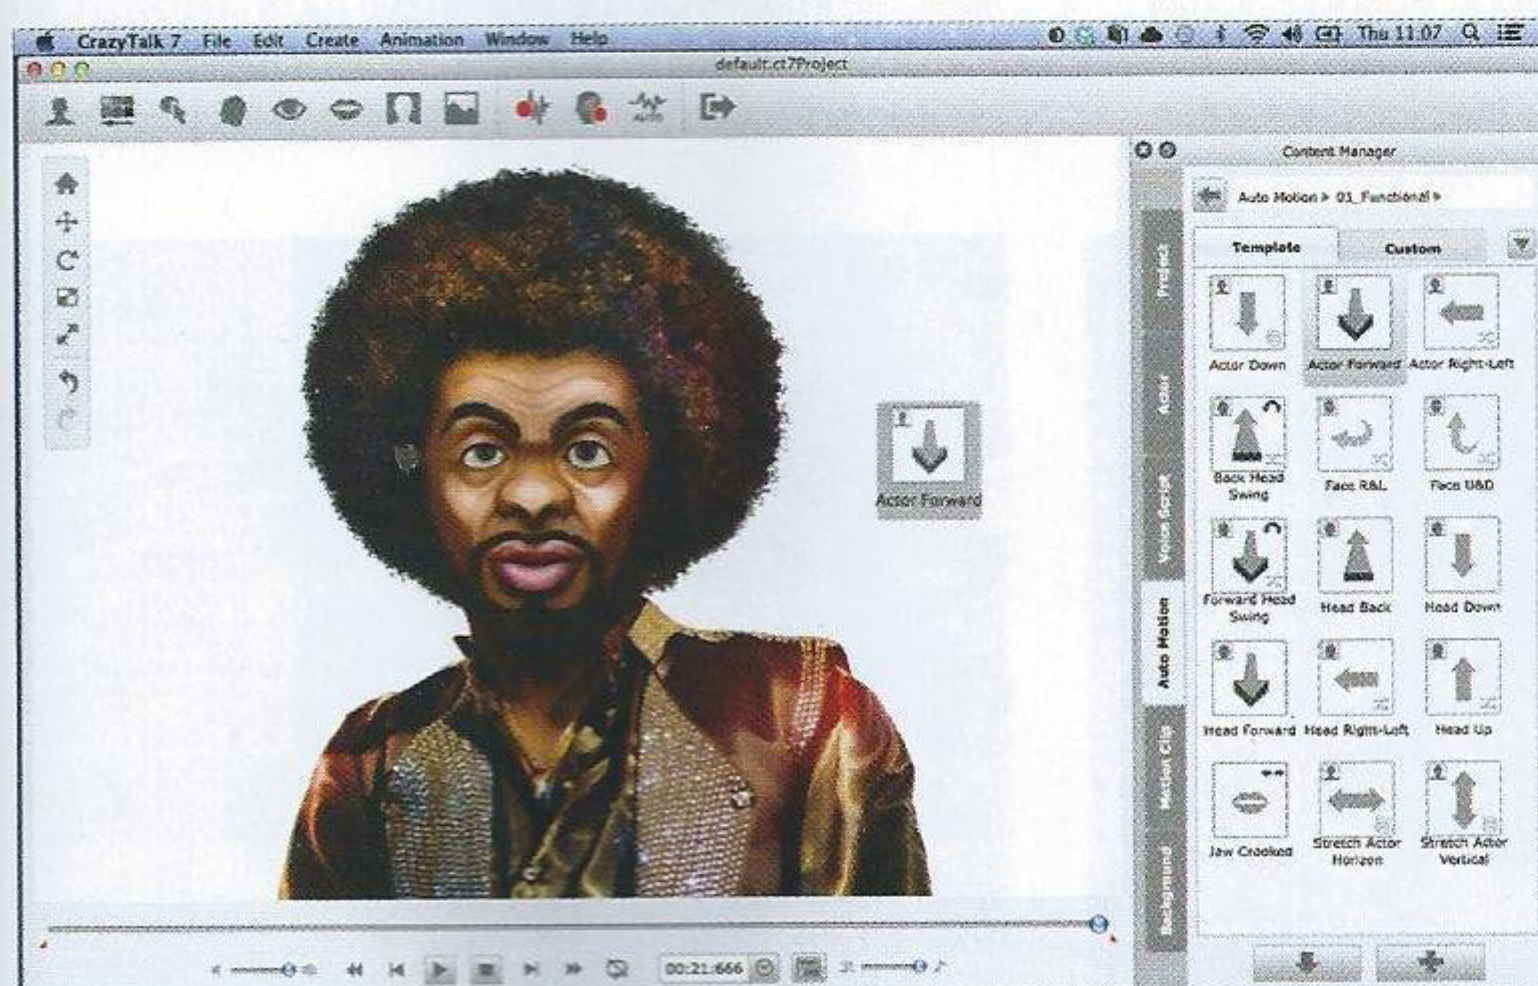 CrazyTalk 7 File Edit Create Animation Window Help
Thu 11:07
default.ct7Project
AUTO
Content Manager
Auto Motion > 01_Functional >
Template Custom
Project
Actor
Voice Script
Auto Motion
Motion Clip
Background
Actor Down Actor Forward Actor Right-Left
Back Head Swing
Face R&L Face U&D
Actor Forward
Forward Head Swing
Head Back Head Down
Head Forward Head Right-Left Head Up
Jaw Crooked
Stretch Actor Horizon
Stretch Actor Vertical
00:21:666